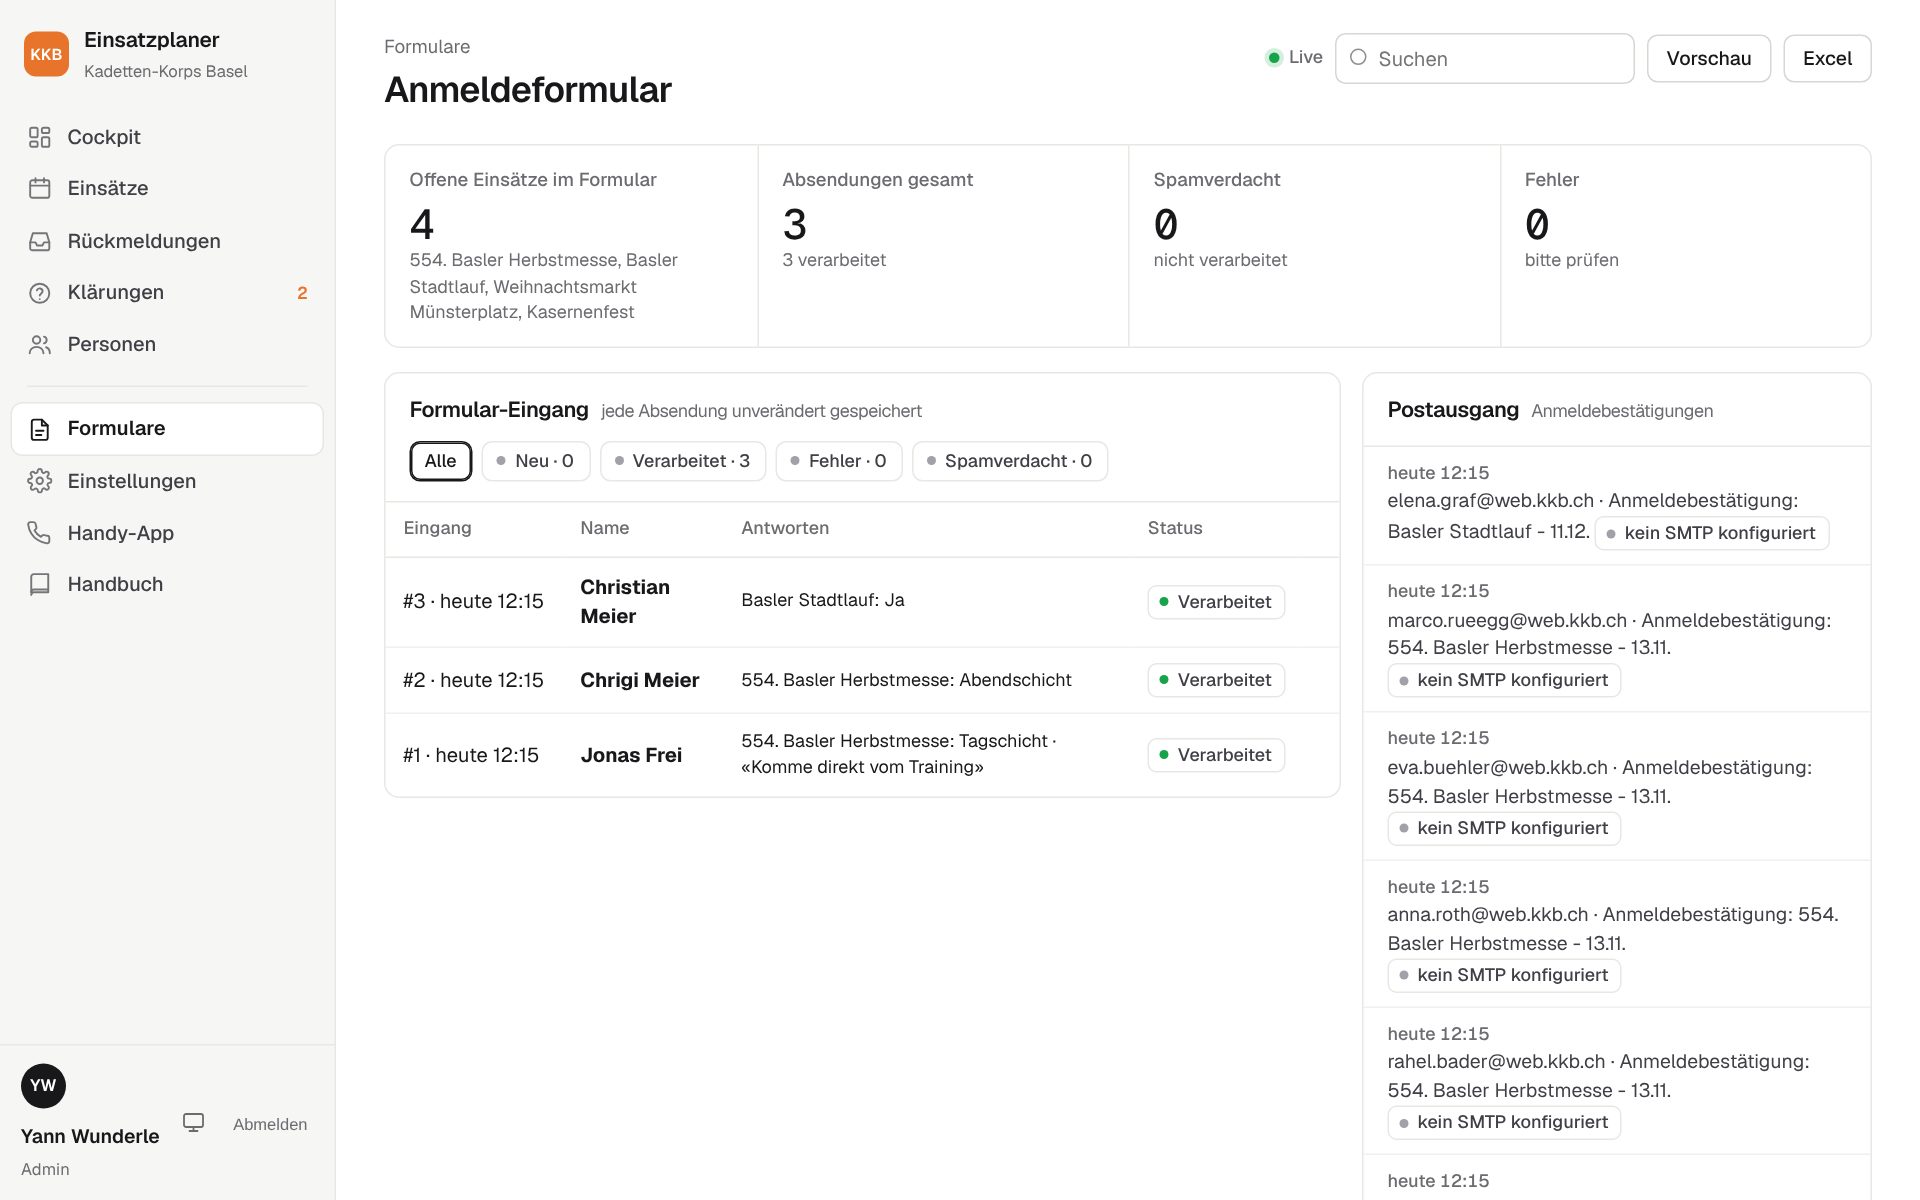 KKB
Einsatzplaner
Kadetten-Korps Basel
Cockpit
Einsätze
Rückmeldungen
Klärungen 2
Personen
Formulare
Einstellungen
Handy-App
Handbuch
YW
Yann Wunderle
Admin
Abmelden
Formulare
Anmeldeformular
Live
Suchen
Vorschau
Excel
Offene Einsätze im Formular
4
554. Basler Herbstmesse, Basler
Stadtlauf, Weihnachtsmarkt
Münsterplatz, Kasernenfest
Absendungen gesamt
3
3 verarbeitet
Spamverdacht
0
nicht verarbeitet
Fehler
0
bitte prüfen
Formular-Eingang jede Absendung unverändert gespeichert
Alle Neu · 0 Verarbeitet · 3 Fehler · 0 Spamverdacht · 0
Eingang Name Antworten Status
#3 · heute 12:15 Christian Meier Basler Stadtlauf: Ja Verarbeitet
#2 · heute 12:15 Chrigi Meier 554. Basler Herbstmesse: Abendschicht Verarbeitet
#1 · heute 12:15 Jonas Frei 554. Basler Herbstmesse: Tagschicht · «Komme direkt vom Training» Verarbeitet
Postausgang Anmeldebestätigungen
heute 12:15
elena.graf@web.kkb.ch · Anmeldebestätigung:
Basler Stadtlauf - 11.12. kein SMTP konfiguriert
heute 12:15
marco.rueegg@web.kkb.ch · Anmeldebestätigung:
554. Basler Herbstmesse - 13.11.
kein SMTP konfiguriert
heute 12:15
eva.buehler@web.kkb.ch · Anmeldebestätigung:
554. Basler Herbstmesse - 13.11.
kein SMTP konfiguriert
heute 12:15
anna.roth@web.kkb.ch · Anmeldebestätigung: 554.
Basler Herbstmesse - 13.11.
kein SMTP konfiguriert
heute 12:15
rahel.bader@web.kkb.ch · Anmeldebestätigung:
554. Basler Herbstmesse - 13.11.
kein SMTP konfiguriert
heute 12:15